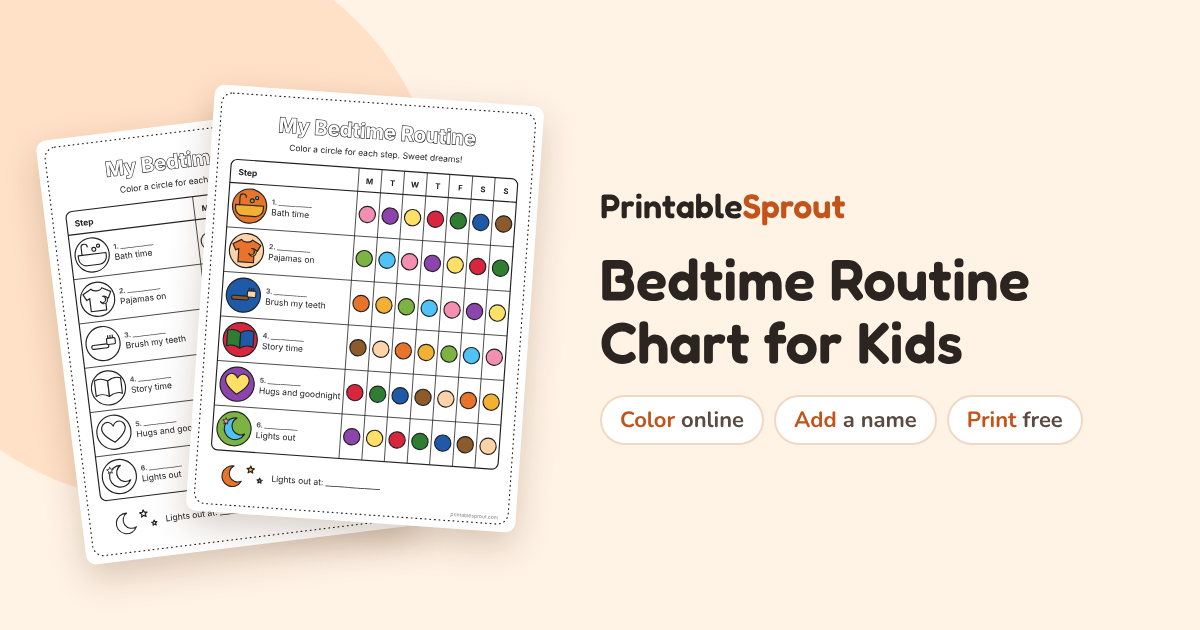 My Bedtim
Color a circle for each
Step
M
1. ________
Bath time
2. ________
Pajamas on
3. ________
Brush my teeth
4. ________
Story time
5. ________
Hugs and goo
6. ________
Lights out
Lights out at:
My Bedtime Routine
Color a circle for each step. Sweet dreams!
Step M T W T F S S
1. ________
Bath time
2. ________
Pajamas on
3. ________
Brush my teeth
4. ________
Story time
5. ________
Hugs and goodnight
6. ________
Lights out
Lights out at: ____________
printablesprout.com
PrintableSprout
Bedtime Routine
Chart for Kids
Color online
Add a name
Print free